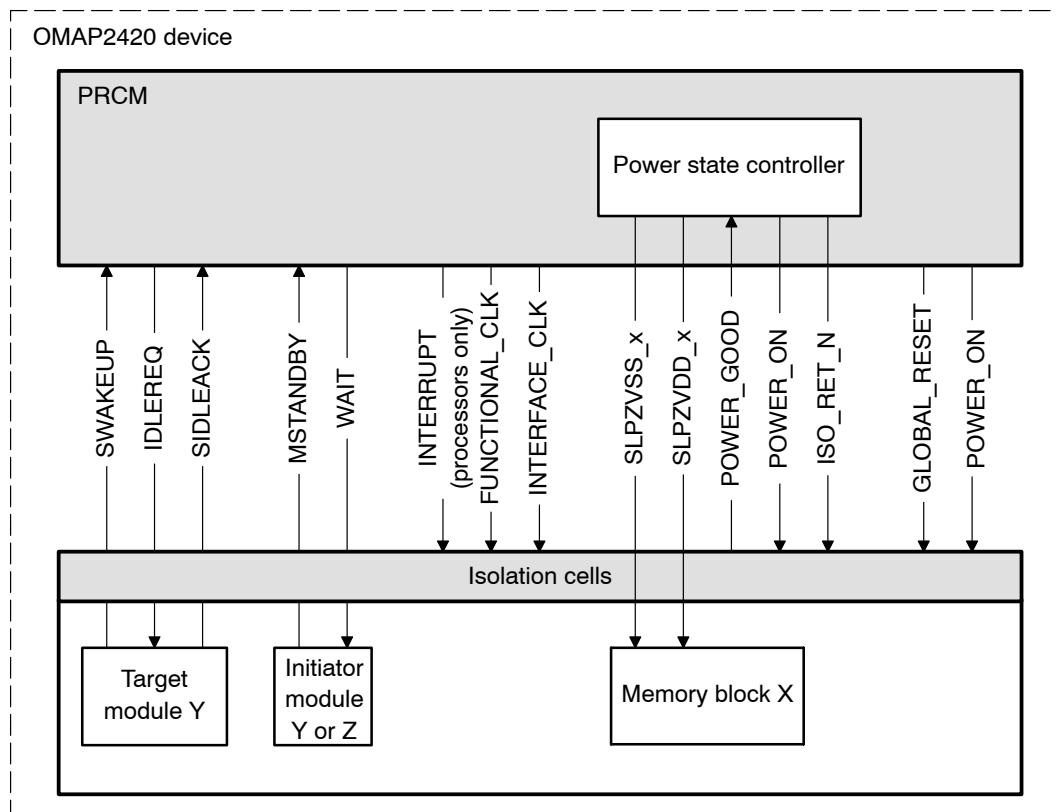 OMAP2420 device
PRCM
Power state controller
SWAKEUP
IDLEREQ
SIDLEACK
MSTANDBY
WAIT
INTERRUPT
(processors only)
FUNCTIONAL_CLK
INTERFACE_CLK
SLPZVSS_x
SLPZVDD_x
POWER_GOOD
POWER_ON
ISO_RET_N
GLOBAL_RESET
POWER_ON
Isolation cells
Target
module Y
Initiator
module
Y or Z
Memory block X